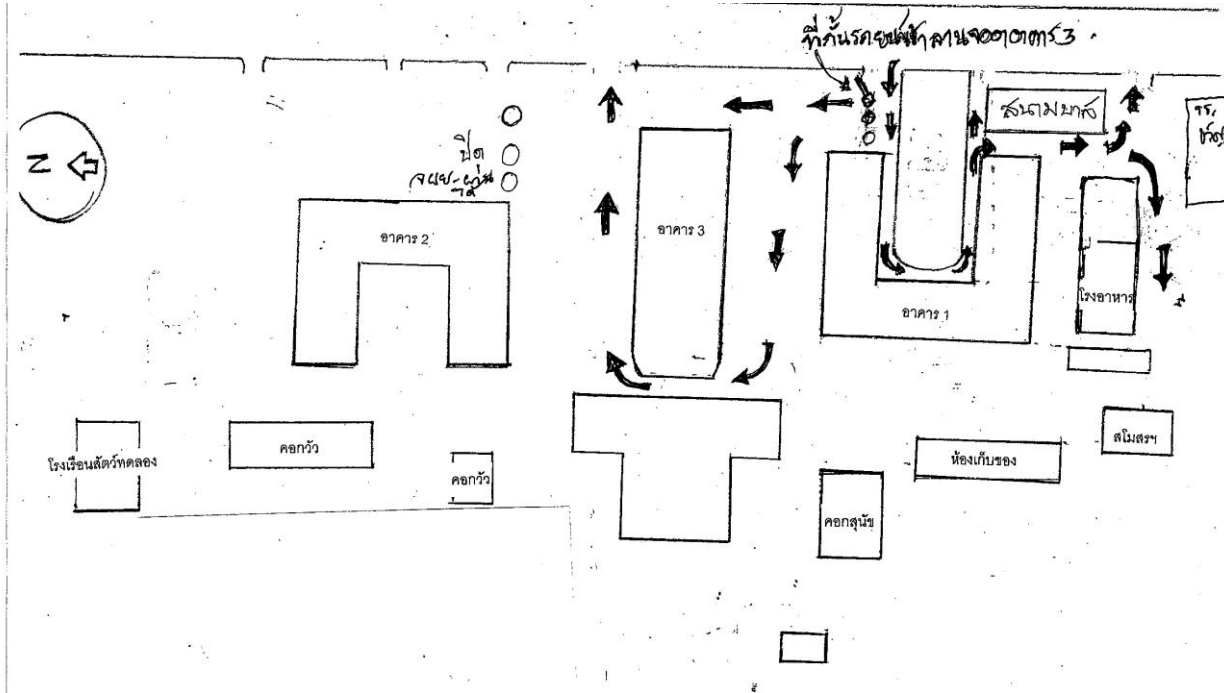 ที่กั้นรถยนต์เข้าลานจอดอาคาร 3
สนามบาส
รร.
N
ปิด
อาคาร 2
อาคาร 3
อาคาร 1
โรงอาหาร
สโมสรฯ
โรงเรือนสัตว์ทดลอง
คอกวัว
คอกวัว
ห้องเก็บของ
คอกสุนัข